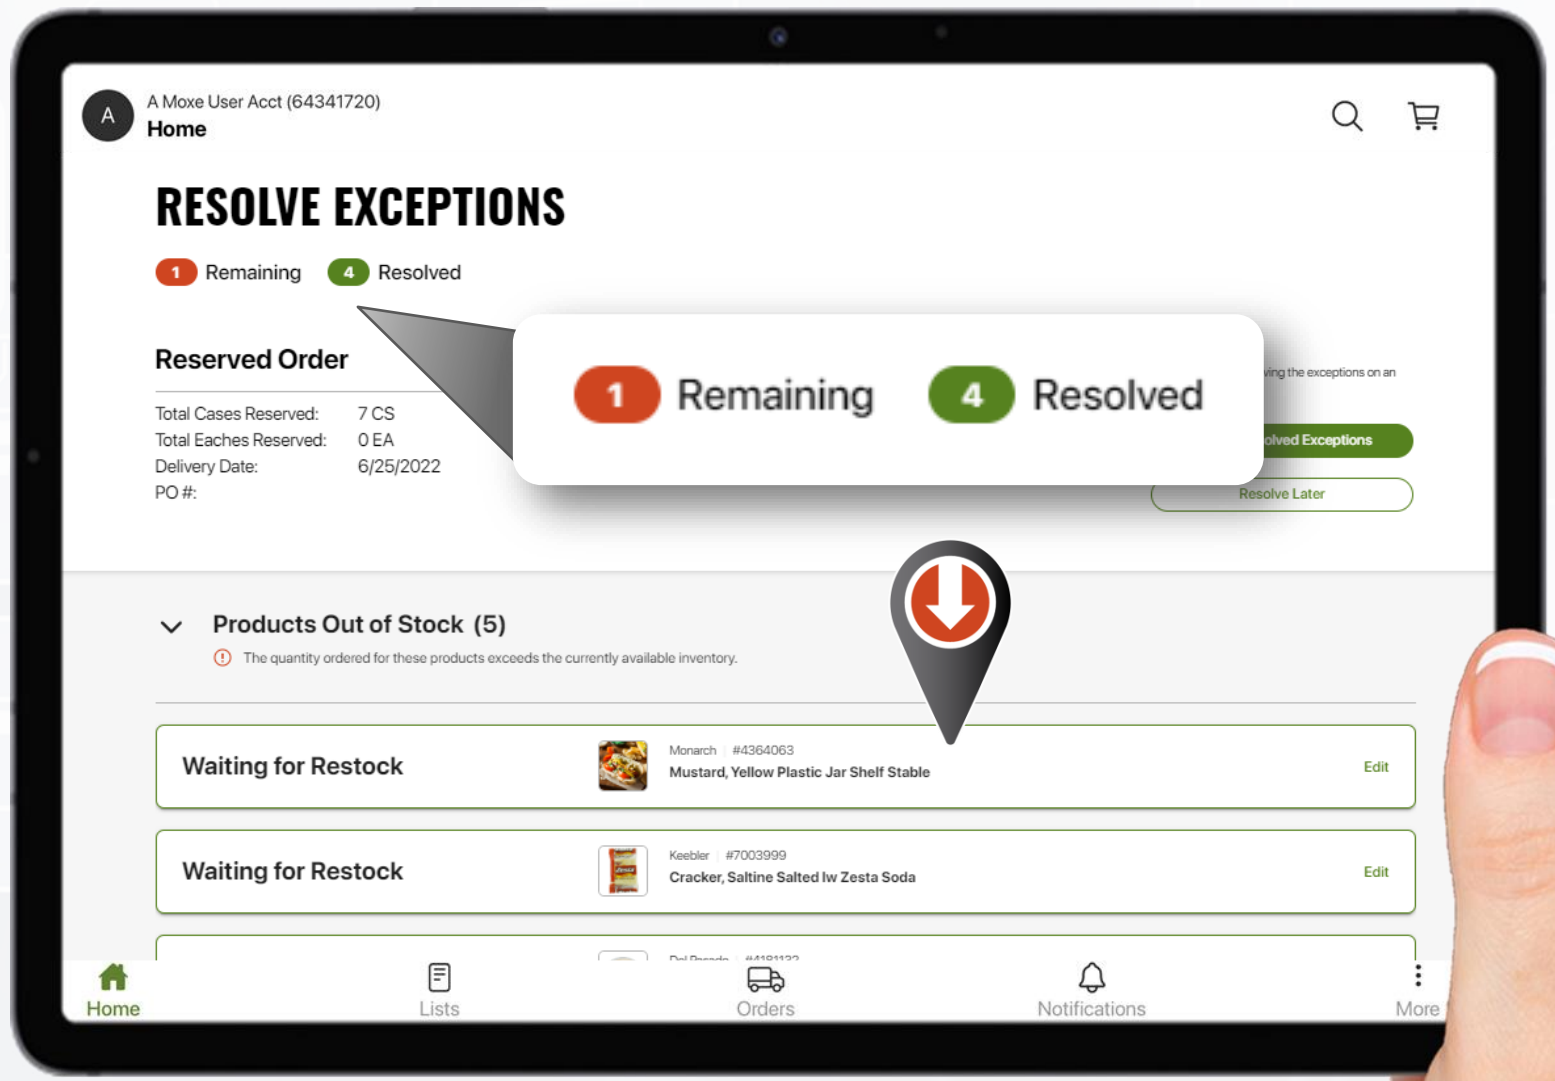 A
A Moxe User Acct (64341720)
Home
RESOLVE EXCEPTIONS
1 Remaining 4 Resolved
1 Remaining 4 Resolved
Reserved Order
exceptions on an
Total Cases Reserved: 7 CS
Total Eaches Reserved: 0 EA
Exceptions
Delivery Date: 6/25/2022
PO #:
Resolve Later
Products Out of Stock (5)
The quantity ordered for these products exceeds the currently available inventory.
Waiting for Restock
Monarch #4364063
Mustard, Yellow Plastic Jar Shelf Stable
Edit
Waiting for Restock
Keebler #7003999
Cracker, Saltine Salted Iw Zesta Soda
Edit
Home Lists Orders Notifications More